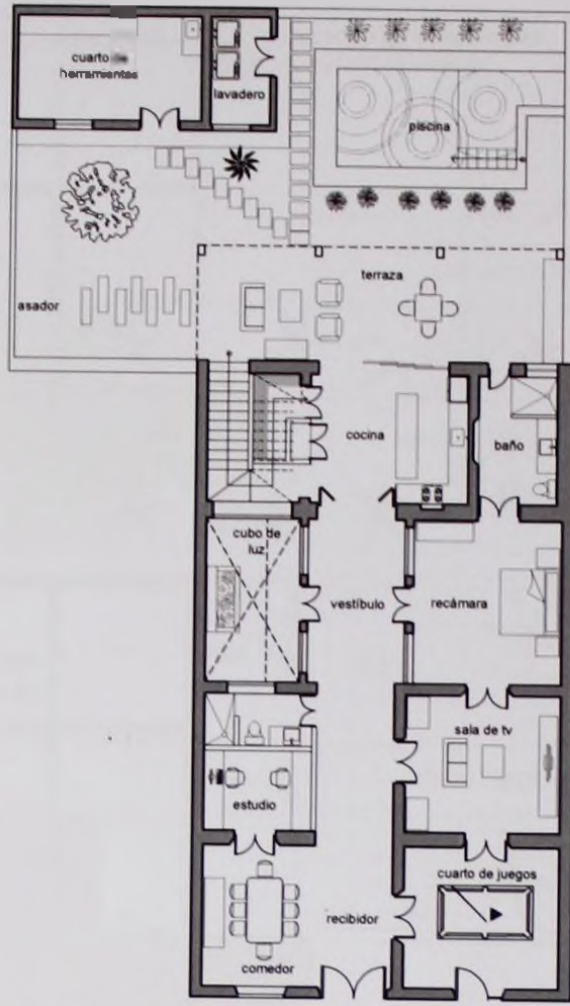 cuarto de
herramientas
lavadero
piscina
terraza
asador
cocina
baño
cubo de
luz
vestíbulo
recámara
sala de tv
estudio
cuarto de juegos
recibidor
comedor